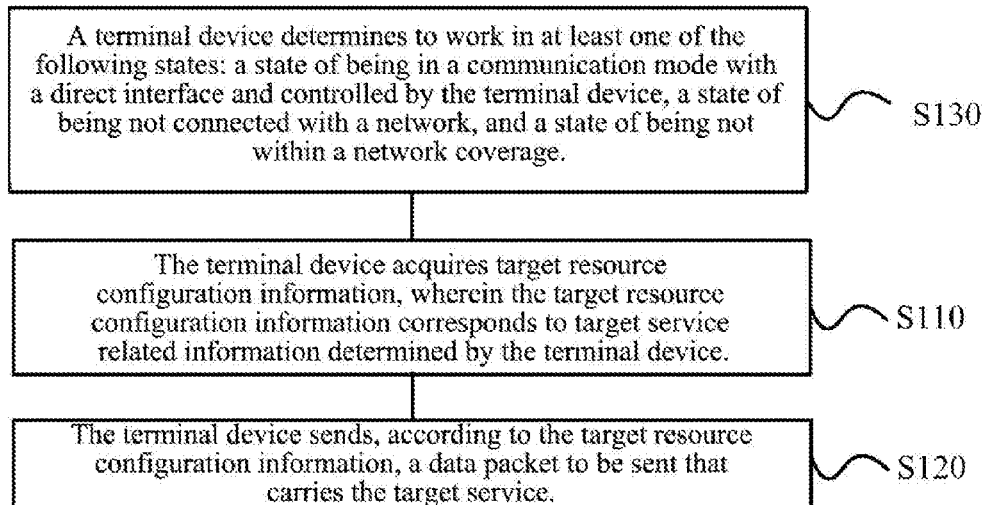 A terminal device determines to work in at least one of the
following states: a state of being in a communication mode with
a direct interface and controlled by the terminal device, a state of
being not connected with a network, and a state of being not
within a network coverage.
S130
The terminal device acquires target resource
configuration information, wherein the target resource
configuration information corresponds to target service
related information determined by the terminal device.
S110
The terminal device sends, according to the target resource
configuration information, a data packet to be sent that
carries the target service.
S120